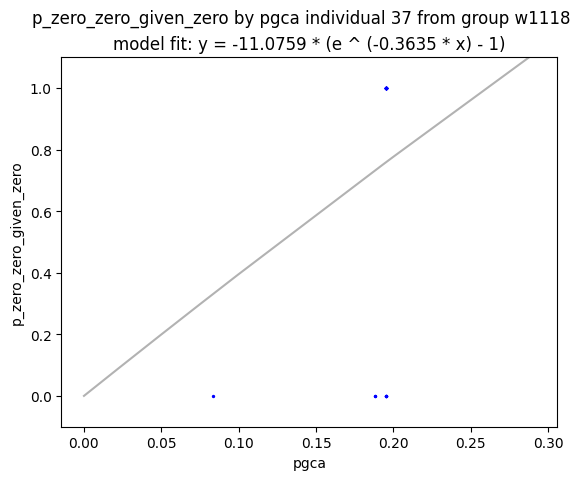 p_zero_zero_given_zero by pgca individual 37 from group w1118
model fit: y = -11.0759 * (e ^ (-0.3635 * x) - 1)
p_zero_zero_given_zero
1.0
0.8
0.6
0.4
0.2
0.0
0.00 0.05 0.10 0.15 0.20 0.25 0.30
pgca